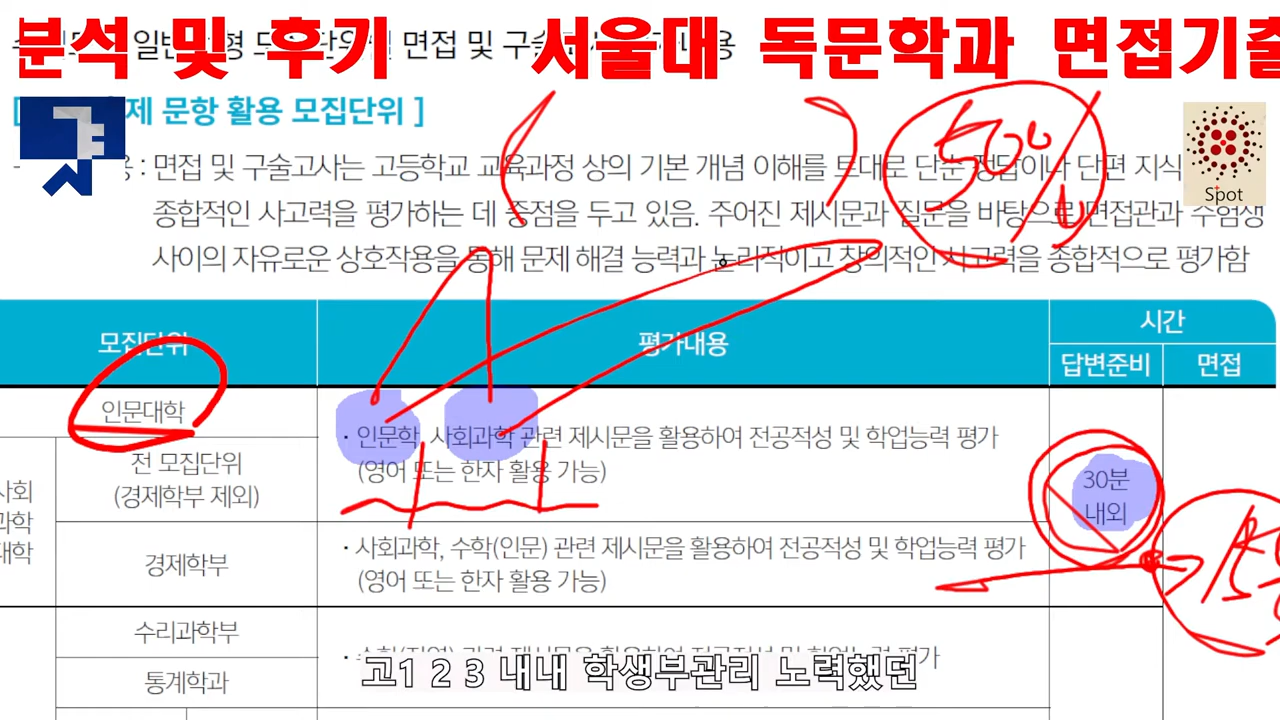 분석 및 후기 서울대 독문학과 면접기출
면접 및 구술
제 문항 활용 모집단위 ]
: 면접 및 구술고사는 고등학교 교육과정 상의 기본 개념 이해를 토대로 단순 정답이나 단편 지식
종합적인 사고력을 평가하는 데 중점을 두고 있음. 주어진 제시문과 질문을 바탕으로 면접관과 수험생
사이의 자유로운 상호작용을 통해 문제 해결 능력과 논리적이고 창의적인 사고력을 종합적으로 평가함
50%
Spot
모집단위 평가내용 시간
답변준비 면접
인문대학
· 인문학, 사회과학 관련 제시문을 활용하여 전공적성 및 학업능력 평가
(영어 또는 한자 활용 가능)
전 모집단위
(경제학부 제외)
30분
내외
사회
과학
대학
경제학부
· 사회과학, 수학(인문) 관련 제시문을 활용하여 전공적성 및 학업능력 평가
(영어 또는 한자 활용 가능)
수리과학부
통계학과
고1 2 3 내내 학생부관리 노력했던